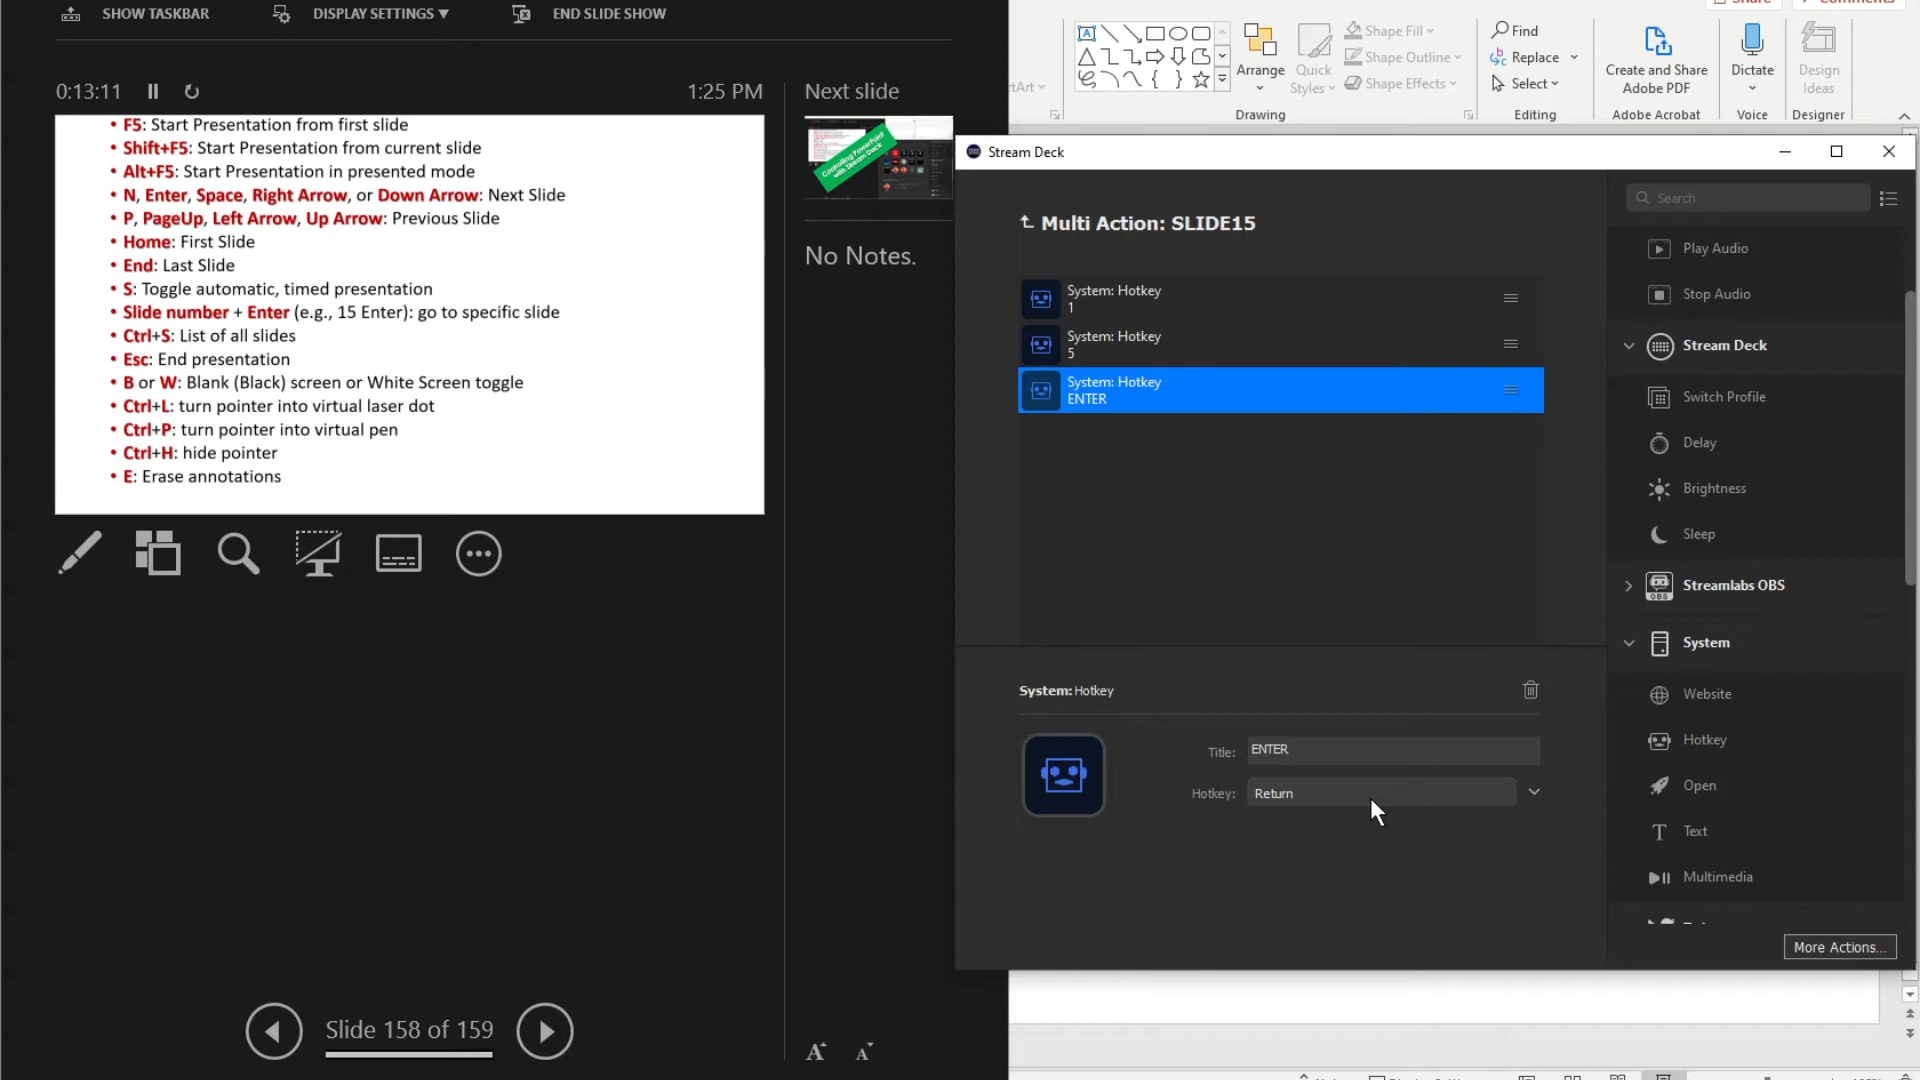 SHOW TASKBAR
DISPLAY SETTINGS ▼
END SLIDE SHOW
0:13:11
1:25 PM
• F5: Start Presentation from first slide
• Shift+F5: Start Presentation from current slide
• Alt+F5: Start Presentation in presented mode
• N, Enter, Space, Right Arrow, or Down Arrow: Next Slide
• P, PageUp, Left Arrow, Up Arrow: Previous Slide
• Home: First Slide
• End: Last Slide
• S: Toggle automatic, timed presentation
• Slide number + Enter (e.g., 15 Enter): go to specific slide
• Ctrl+S: List of all slides
• Esc: End presentation
• B or W: Blank (Black) screen or White Screen toggle
• Ctrl+L: turn pointer into virtual laser dot
• Ctrl+P: turn pointer into virtual pen
• Ctrl+H: hide pointer
• E: Erase annotations
Slide 158 of 159
Next slide
Controlling PowerPoint
with Stream Deck
No Notes.
A A
Share
Comments
Arrange
Quick
Styles
Shape Fill
Shape Outline
Shape Effects
Drawing
Find
Replace
Select
Editing
Create and Share
Adobe PDF
Adobe Acrobat
Dictate
Voice
Design
Ideas
Designer
Stream Deck
Multi Action: SLIDE15
System: Hotkey
1
System: Hotkey
5
System: Hotkey
ENTER
System: Hotkey
Title: ENTER
Hotkey: Return
Search
Play Audio
Stop Audio
Stream Deck
Switch Profile
Delay
Brightness
Sleep
OBS
Streamlabs OBS
System
Website
Hotkey
Open
T Text
Multimedia
More Actions...